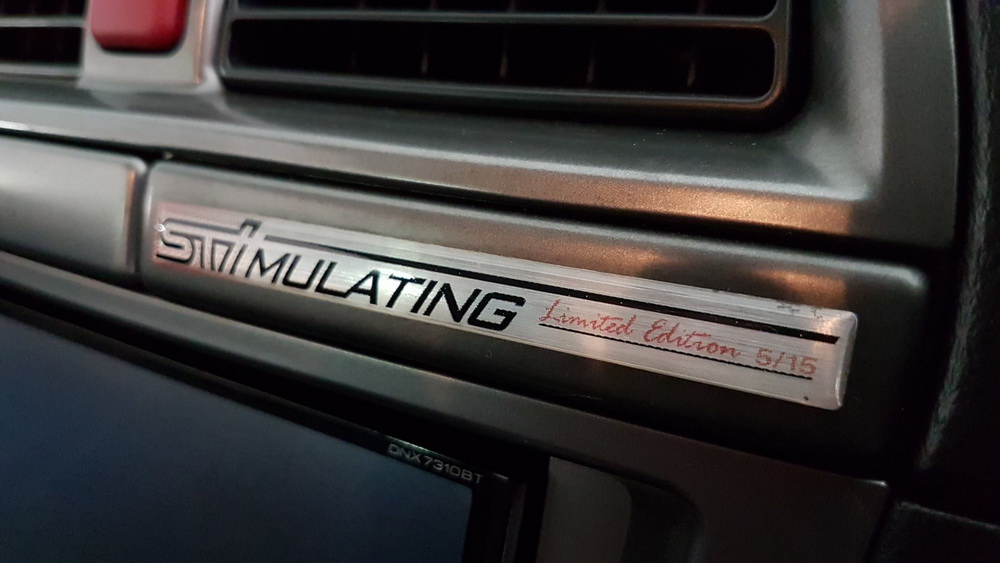 STiMULATING Limited Edition 5/15
DNX7310BT